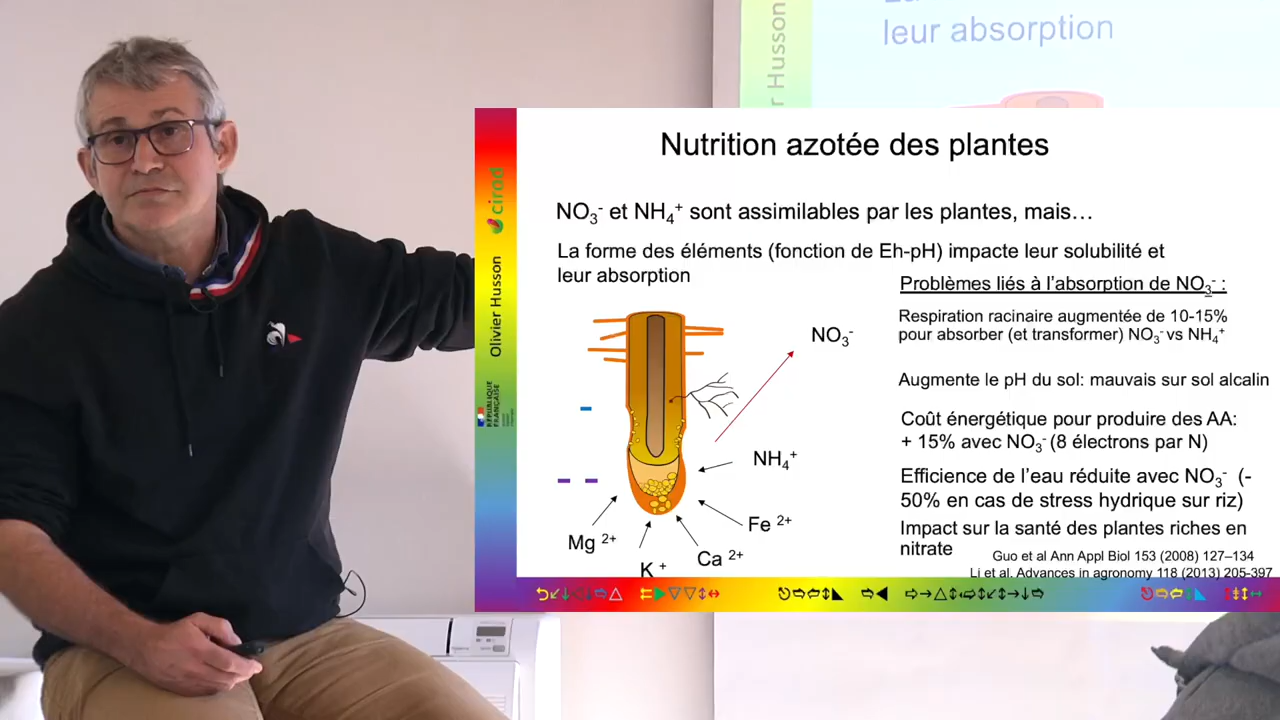 La
leur absorption
r Husson
Nutrition azotée des plantes
cirad
Olivier Husson
RÉPUBLIQUE
FRANÇAISE
NO₃⁻ et NH₄⁺ sont assimilables par les plantes, mais…
La forme des éléments (fonction de Eh-pH) impacte leur solubilité et
leur absorption
Problèmes liés à l’absorption de NO₃⁻ :
Respiration racinaire augmentée de 10-15%
pour absorber (et transformer) NO₃⁻ vs NH₄⁺
Augmente le pH du sol: mauvais sur sol alcalin
Coût énergétique pour produire des AA:
+ 15% avec NO₃⁻ (8 électrons par N)
Efficience de l’eau réduite avec NO₃⁻ (-
50% en cas de stress hydrique sur riz)
Impact sur la santé des plantes riches en
nitrate
Guo et al Ann Appl Biol 153 (2008) 127–134
Li et al. Advances in agronomy 118 (2013) 205-397
NO₃⁻
NH₄⁺
Fe ²⁺
Mg ²⁺
Ca ²⁺
K ⁺